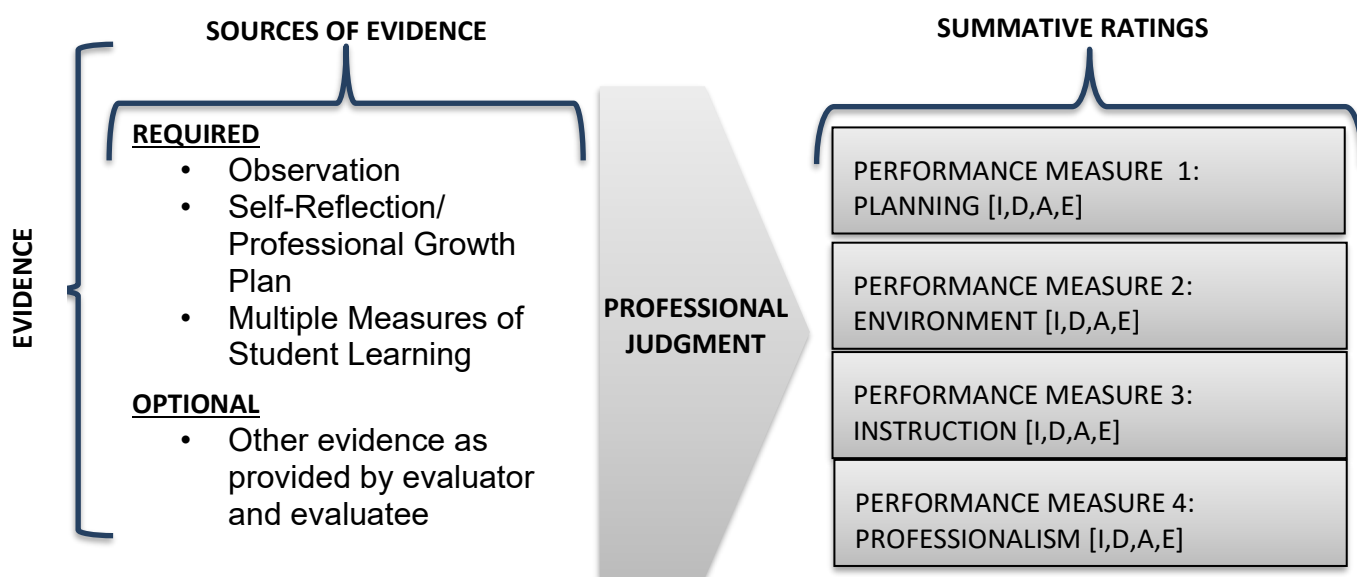 SOURCES OF EVIDENCE
EVIDENCE
REQUIRED
• Observation
• Self-Reflection/
Professional Growth
Plan
• Multiple Measures of
Student Learning
OPTIONAL
• Other evidence as
provided by evaluator
and evaluatee
PROFESSIONAL
JUDGMENT
SUMMATIVE RATINGS
PERFORMANCE MEASURE 1:
PLANNING [I,D,A,E]
PERFORMANCE MEASURE 2:
ENVIRONMENT [I,D,A,E]
PERFORMANCE MEASURE 3:
INSTRUCTION [I,D,A,E]
PERFORMANCE MEASURE 4:
PROFESSIONALISM [I,D,A,E]